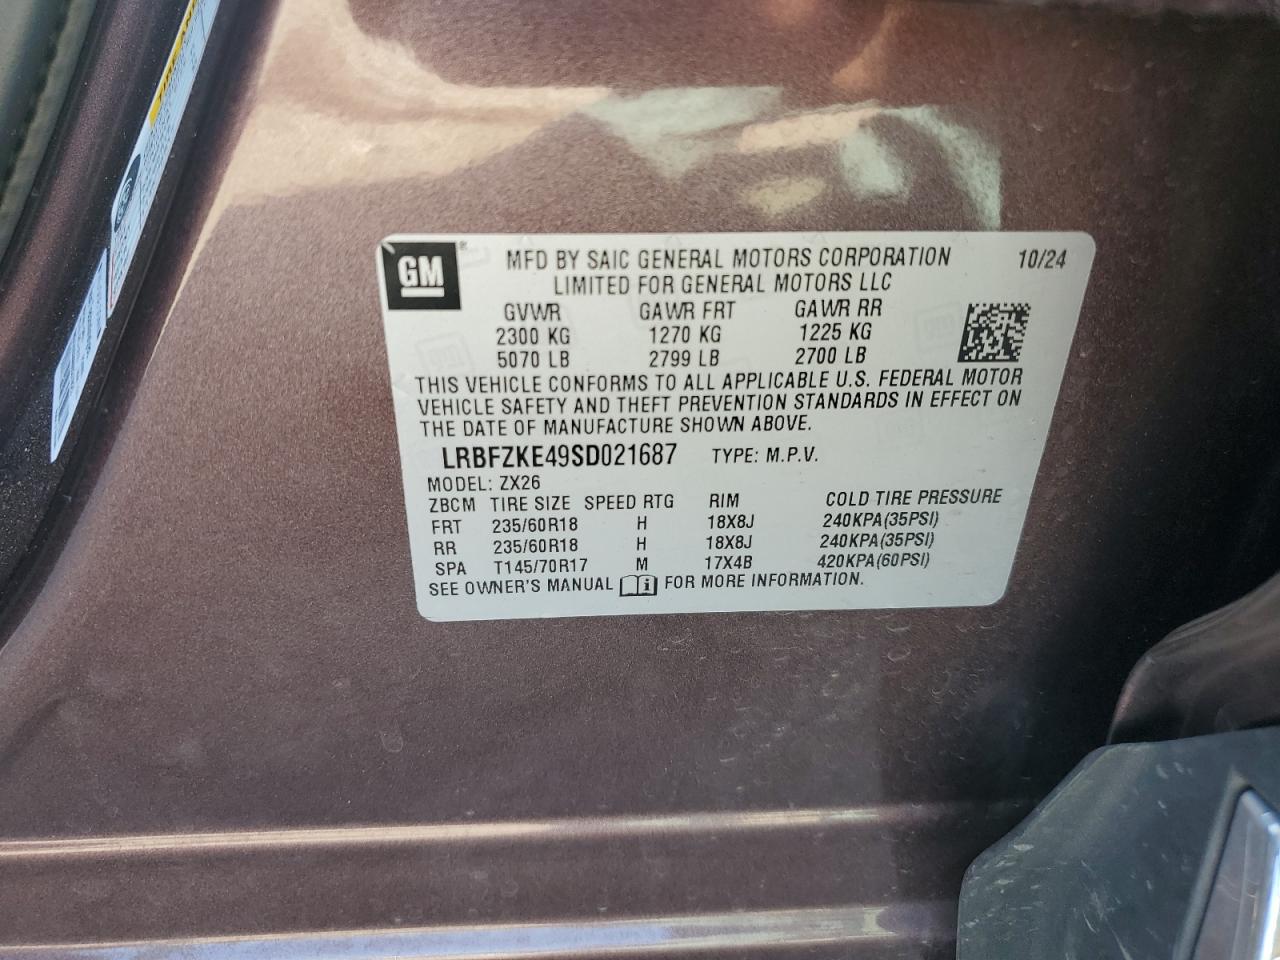 GM ®
MFD BY SAIC GENERAL MOTORS CORPORATION 10/24
LIMITED FOR GENERAL MOTORS LLC
GVWR GAWR FRT GAWR RR
2300 KG 1270 KG 1225 KG
5070 LB 2799 LB 2700 LB
THIS VEHICLE CONFORMS TO ALL APPLICABLE U.S. FEDERAL MOTOR
VEHICLE SAFETY AND THEFT PREVENTION STANDARDS IN EFFECT ON
THE DATE OF MANUFACTURE SHOWN ABOVE.
LRBFZKE49SD021687 TYPE: M.P.V.
MODEL: ZX26
ZBCM TIRE SIZE SPEED RTG RIM COLD TIRE PRESSURE
FRT 235/60R18 H 18X8J 240KPA(35PSI)
RR 235/60R18 H 18X8J 240KPA(35PSI)
SPA T145/70R17 M 17X4B 420KPA(60PSI)
SEE OWNER'S MANUAL i FOR MORE INFORMATION.